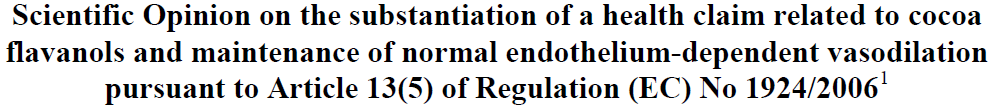 Scientific Opinion on the substantiation of a health claim related to cocoa
flavanols and maintenance of normal endothelium-dependent vasodilation
pursuant to Article 13(5) of Regulation (EC) No 1924/2006¹